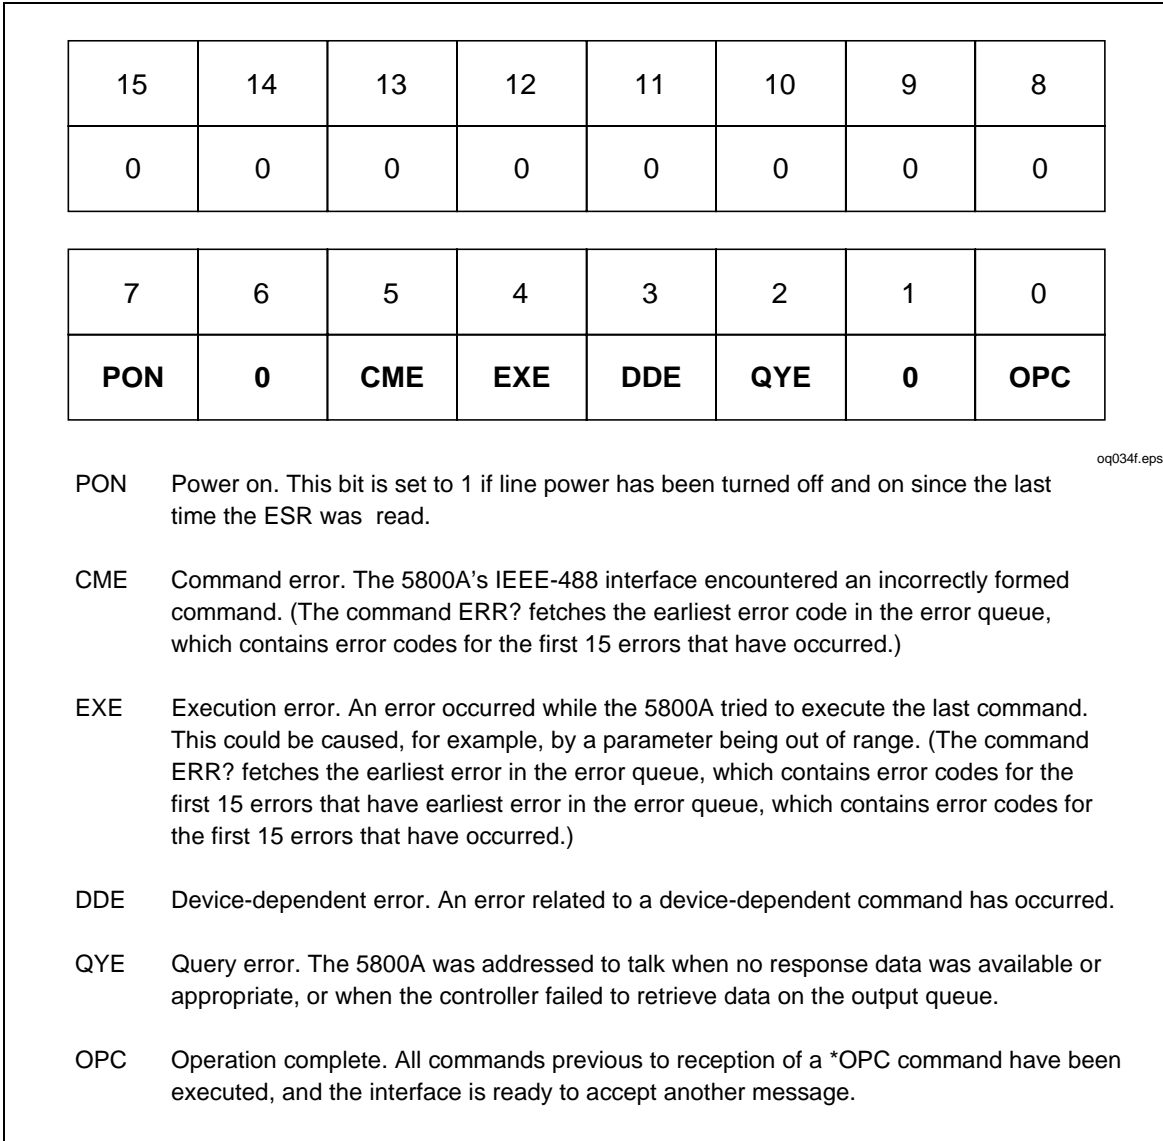 15 14 13 12 11 10 9 8
0 0 0 0 0 0 0 0
7 6 5 4 3 2 1 0
PON 0 CME EXE DDE QYE 0 OPC
oq034f.eps
PON Power on. This bit is set to 1 if line power has been turned off and on since the last
time the ESR was read.
CME Command error. The 5800A's IEEE-488 interface encountered an incorrectly formed
command. (The command ERR? fetches the earliest error code in the error queue,
which contains error codes for the first 15 errors that have occurred.)
EXE Execution error. An error occurred while the 5800A tried to execute the last command.
This could be caused, for example, by a parameter being out of range. (The command
ERR? fetches the earliest error in the error queue, which contains error codes for the
first 15 errors that have earliest error in the error queue, which contains error codes for
the first 15 errors that have occurred.)
DDE Device-dependent error. An error related to a device-dependent command has occurred.
QYE Query error. The 5800A was addressed to talk when no response data was available or
appropriate, or when the controller failed to retrieve data on the output queue.
OPC Operation complete. All commands previous to reception of a *OPC command have been
executed, and the interface is ready to accept another message.